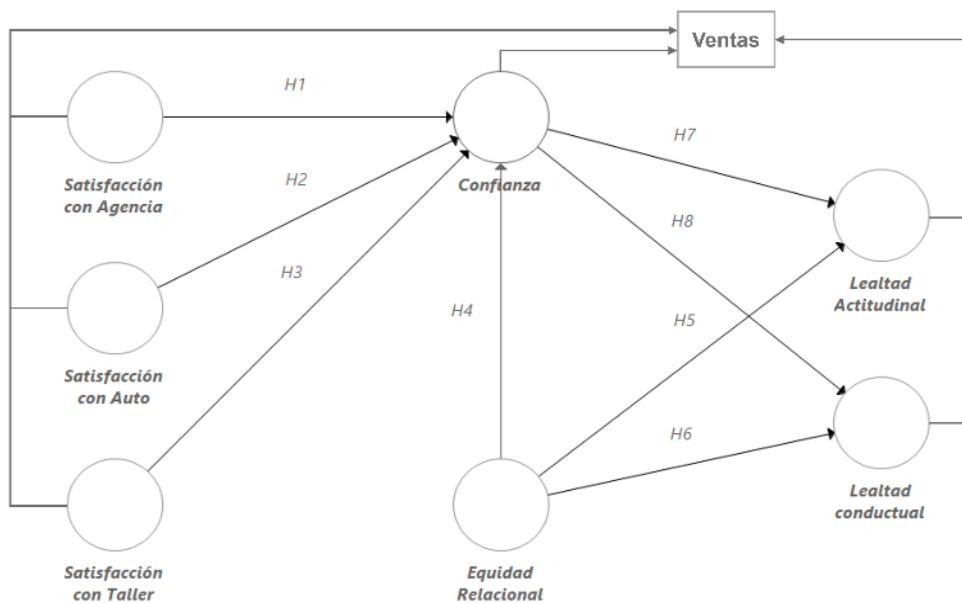 Ventas
H1
Satisfacción
con Agencia
H2
Confianza
H7
H8
Lealtad
Actitudinal
H3
Satisfacción
con Auto
H4
H5
H6
Lealtad
conductual
Satisfacción
con Taller
Equidad
Relacional